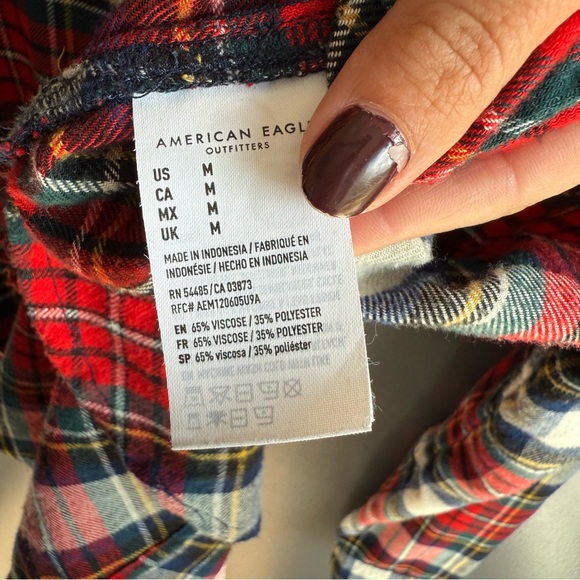 AMERICAN EAGLE
OUTFITTERS
US M
CA M
MX M
UK M
MADE IN INDONESIA / FABRIQUÉ EN
INDONÉSIE / HECHO EN INDONESIA
RN 54485/CA 03873
RFC# AEM120605U9A
EN 65% VISCOSE / 35% POLYESTER
FR 65% VISCOSE / 35% POLYESTER
SP 65% viscosa / 35% poliéster